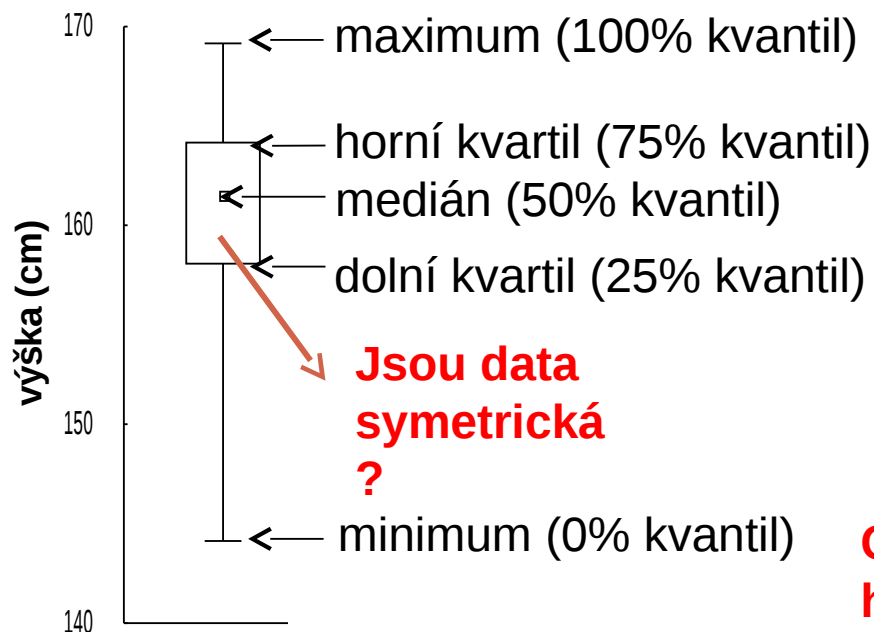 170
maximum (100% kvantil)
horní kvartil (75% kvantil)
medián (50% kvantil)
160
dolní kvartil (25% kvantil)
výška (cm)
Jsou data
symetrická
?
150
minimum (0% kvantil)
140